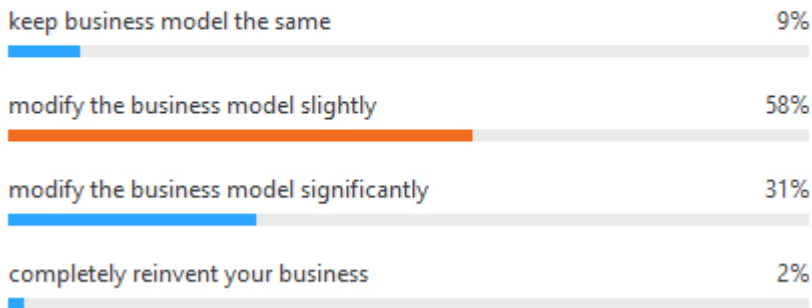 keep business model the same 9%
modify the business model slightly 58%
modify the business model significantly 31%
completely reinvent your business 2%